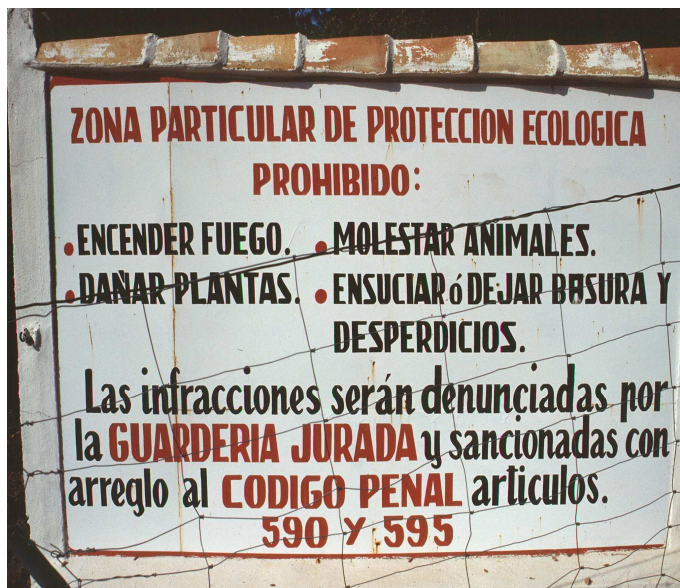 ZONA PARTICULAR DE PROTECCION ECOLOGICA
PROHIBIDO:
• ENCENDER FUEGO. • MOLESTAR ANIMALES.
• DAÑAR PLANTAS. • ENSUCIAR ó DEJAR BASURA Y
DESPERDICIOS.
Las infracciones serán denunciadas por
la GUARDERIA JURADA y sancionadas con
arreglo al CODIGO PENAL articulos.
590 Y 595